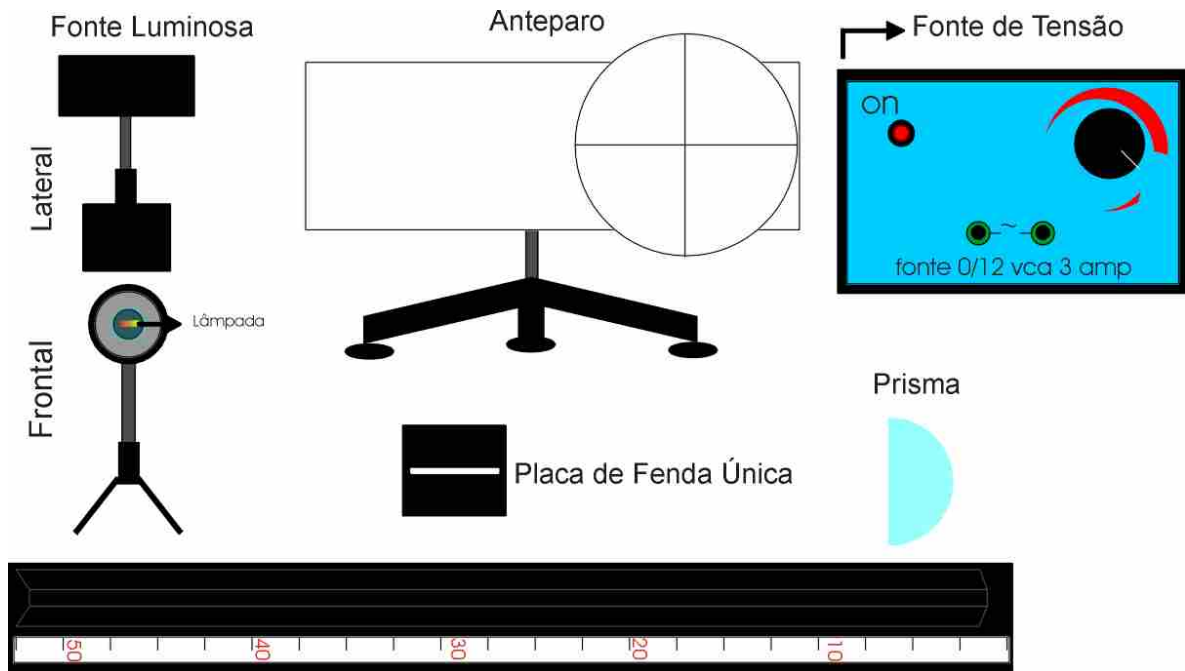 Fonte Luminosa
Anteparo
Fonte de Tensão
on
Lateral
~
fonte 0/12 vca 3 amp
Lâmpada
Frontal
Prisma
Placa de Fenda Única
50 40 30 20 10